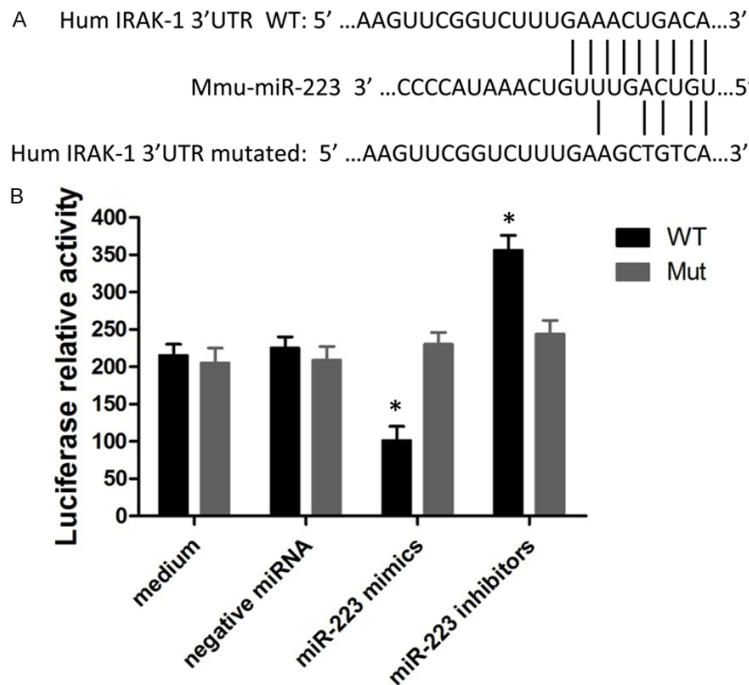 A
Hum IRAK-1 3’UTR WT: 5’ ...AAGUUCGGUCUUUGAAACUGACA...3’
Mmu-miR-223 3’ ...CCCCAUAAACUGUUUGACUGU...5’
Hum IRAK-1 3’UTR mutated: 5’ ...AAGUUCGGUCUUUGAAGCTGTCA...3’
B
Luciferase relative activity
400
350
300
250
200
150
100
50
0
*
*
WT
Mut
medium
negative miRNA
miR-223 mimics
miR-223 inhibitors